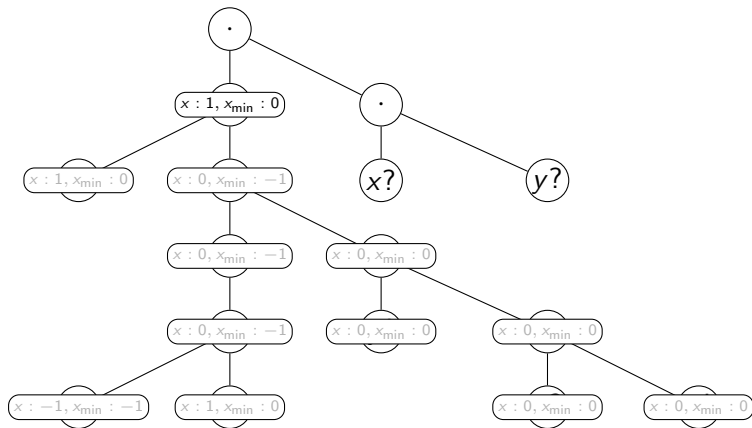 ·
x : 1, x_min : 0
·
x : 1, x_min : 0
x : 0, x_min : −1
x?
y?
x : 0, x_min : −1
x : 0, x_min : 0
x : 0, x_min : −1
x : 0, x_min : 0
x : 0, x_min : 0
x : −1, x_min : −1
x : 1, x_min : 0
x : 0, x_min : 0
x : 0, x_min : 0